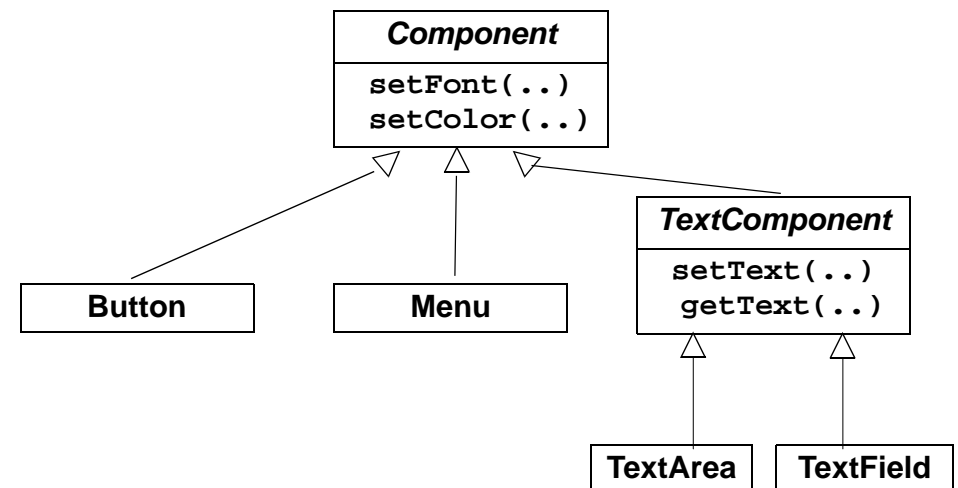 Component
setFont(..)
setColor(..)
TextComponent
setText(..)
getText(..)
Button
Menu
TextArea
TextField